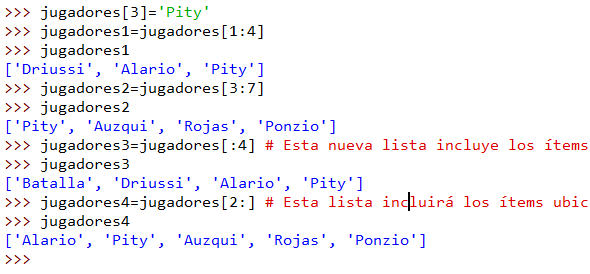 >>> jugadores[3]='Pity'
>>> jugadores1=jugadores[1:4]
>>> jugadores1
['Driussi', 'Alario', 'Pity']
>>> jugadores2=jugadores[3:7]
>>> jugadores2
['Pity', 'Auzqui', 'Rojas', 'Ponzio']
>>> jugadores3=jugadores[:4] # Esta nueva lista incluye los ítems
>>> jugadores3
['Batalla', 'Driussi', 'Alario', 'Pity']
>>> jugadores4=jugadores[2:] # Esta lista incluirá los ítems ubic
>>> jugadores4
['Alario', 'Pity', 'Auzqui', 'Rojas', 'Ponzio']
>>>